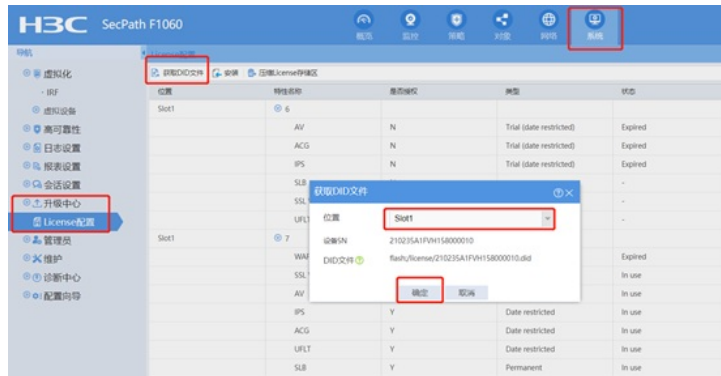 H3C SecPath F1060
概览 监控 策略 对象 网络 系统
导航
License配置
虚拟化
- IRF
虚拟设备
高可靠性
日志设置
报表设置
会话设置
升级中心
License配置
管理员
维护
诊断中心
配置向导
获取DID文件 安装 压缩License存储区
位置 特性名称 是否授权 类型 状态
Slot1 6
AV N Trial (date restricted) Expired
ACG N Trial (date restricted) Expired
IPS N Trial (date restricted) Expired
SLB -
SSL -
UFLT -
Slot1 7
WAF Expired
SSL In use
AV In use
IPS Y Date restricted In use
ACG Y Date restricted In use
UFLT Y Date restricted In use
SLB Y Permanent In use
获取DID文件
位置 Slot1
设备SN 210235A1FVH158000010
DID文件 flash:/license/210235A1FVH158000010.did
确定 取消